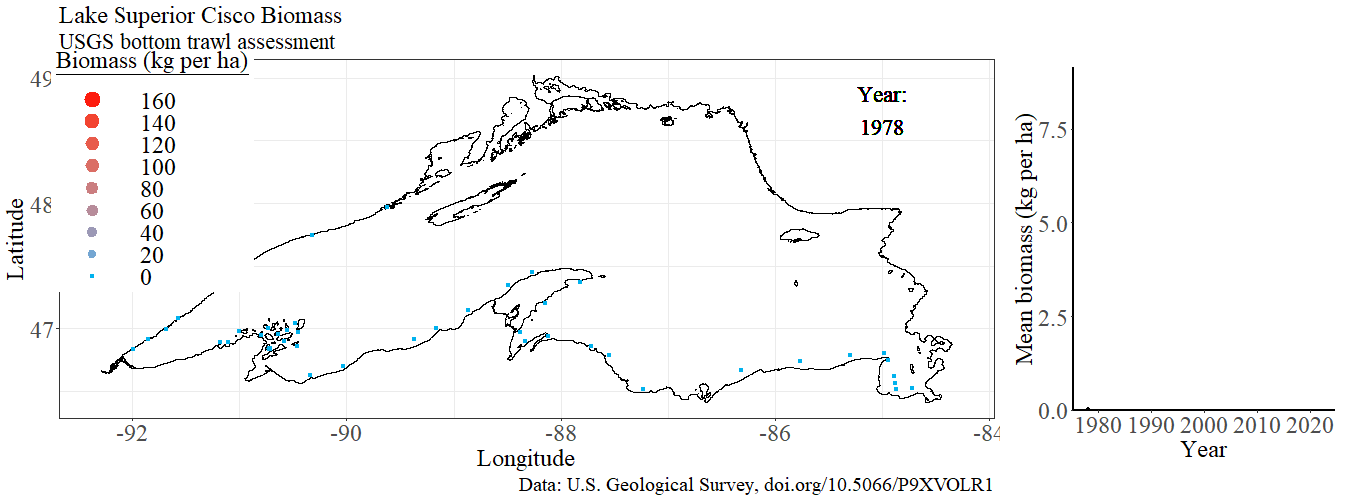 Lake Superior Cisco Biomass
USGS bottom trawl assessment
Biomass (kg per ha)
160
140
120
100
80
60
40
20
0
Year:
1978
49
48
47
Latitude
-92
-90
-88
-86
-84
Longitude
Data: U.S. Geological Survey, doi.org/10.5066/P9XVOLR1
Mean biomass (kg per ha)
7.5
5.0
2.5
0.0
1980 1990 2000 2010 2020
Year